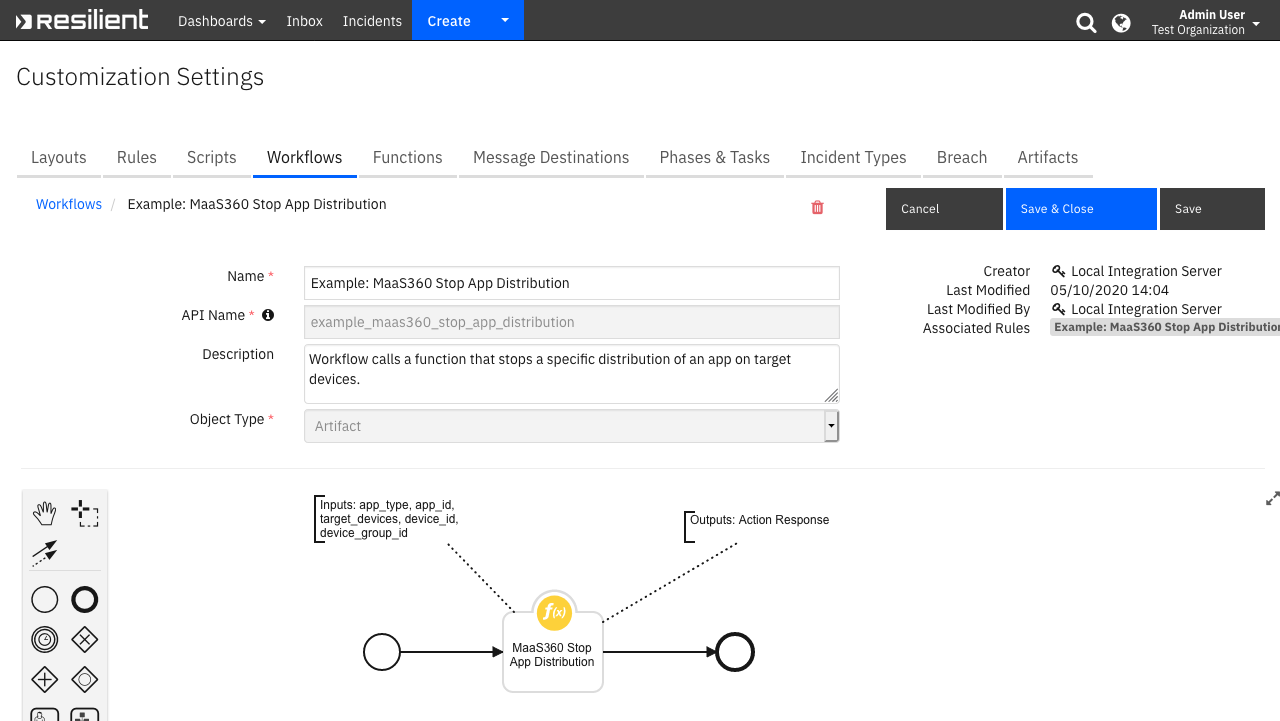 resilient Dashboards Inbox Incidents Create Admin User
Test Organization
Customization Settings
Layouts Rules Scripts Workflows Functions Message Destinations Phases & Tasks Incident Types Breach Artifacts
Workflows / Example: MaaS360 Stop App Distribution Cancel Save & Close Save
Name * Example: MaaS360 Stop App Distribution
API Name * example_maas360_stop_app_distribution
Description Workflow calls a function that stops a specific distribution of an app on target
devices.
Object Type * Artifact
Creator Local Integration Server
Last Modified 05/10/2020 14:04
Last Modified By Local Integration Server
Associated Rules Example: MaaS360 Stop App Distribution
Inputs: app_type, app_id,
target_devices, device_id,
device_group_id
Outputs: Action Response
f(x)
MaaS360 Stop
App Distribution